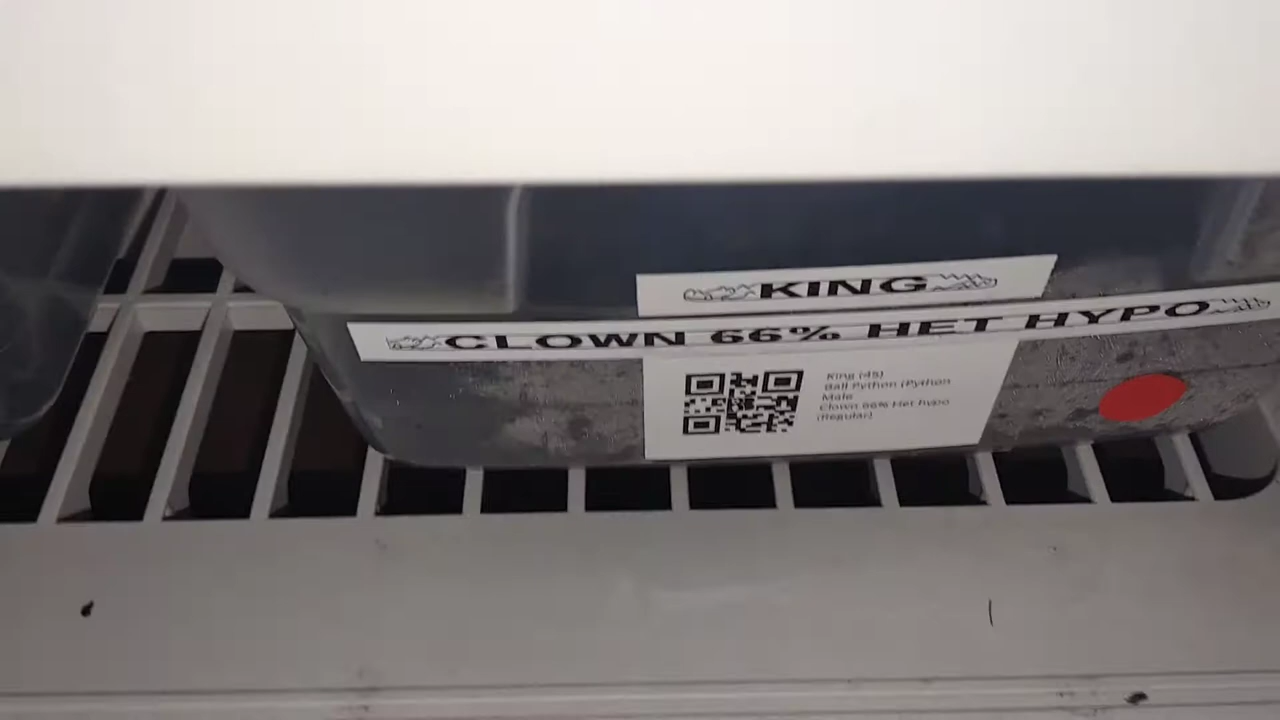 KING
CLOWN 66% HET HYPO
King (45)
Ball Python (Python
Male
Clown 66% Het hypo
(Regular)